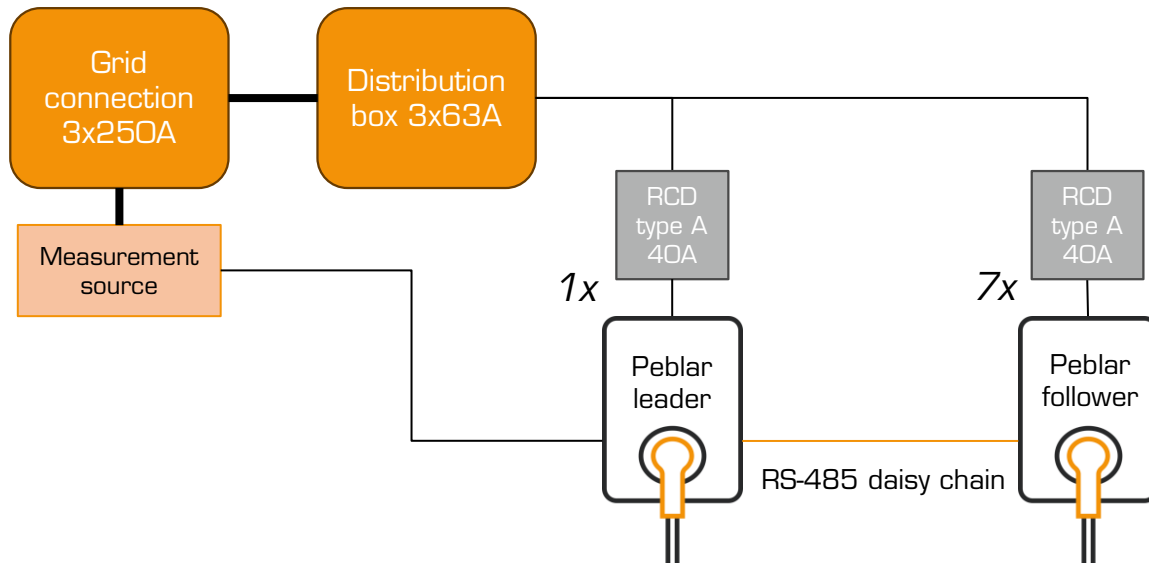 Grid
connection
3x250A
Distribution
box 3x63A
RCD
type A
40A
RCD
type A
40A
Measurement
source
1x
7x
Peblar
leader
Peblar
follower
RS-485 daisy chain